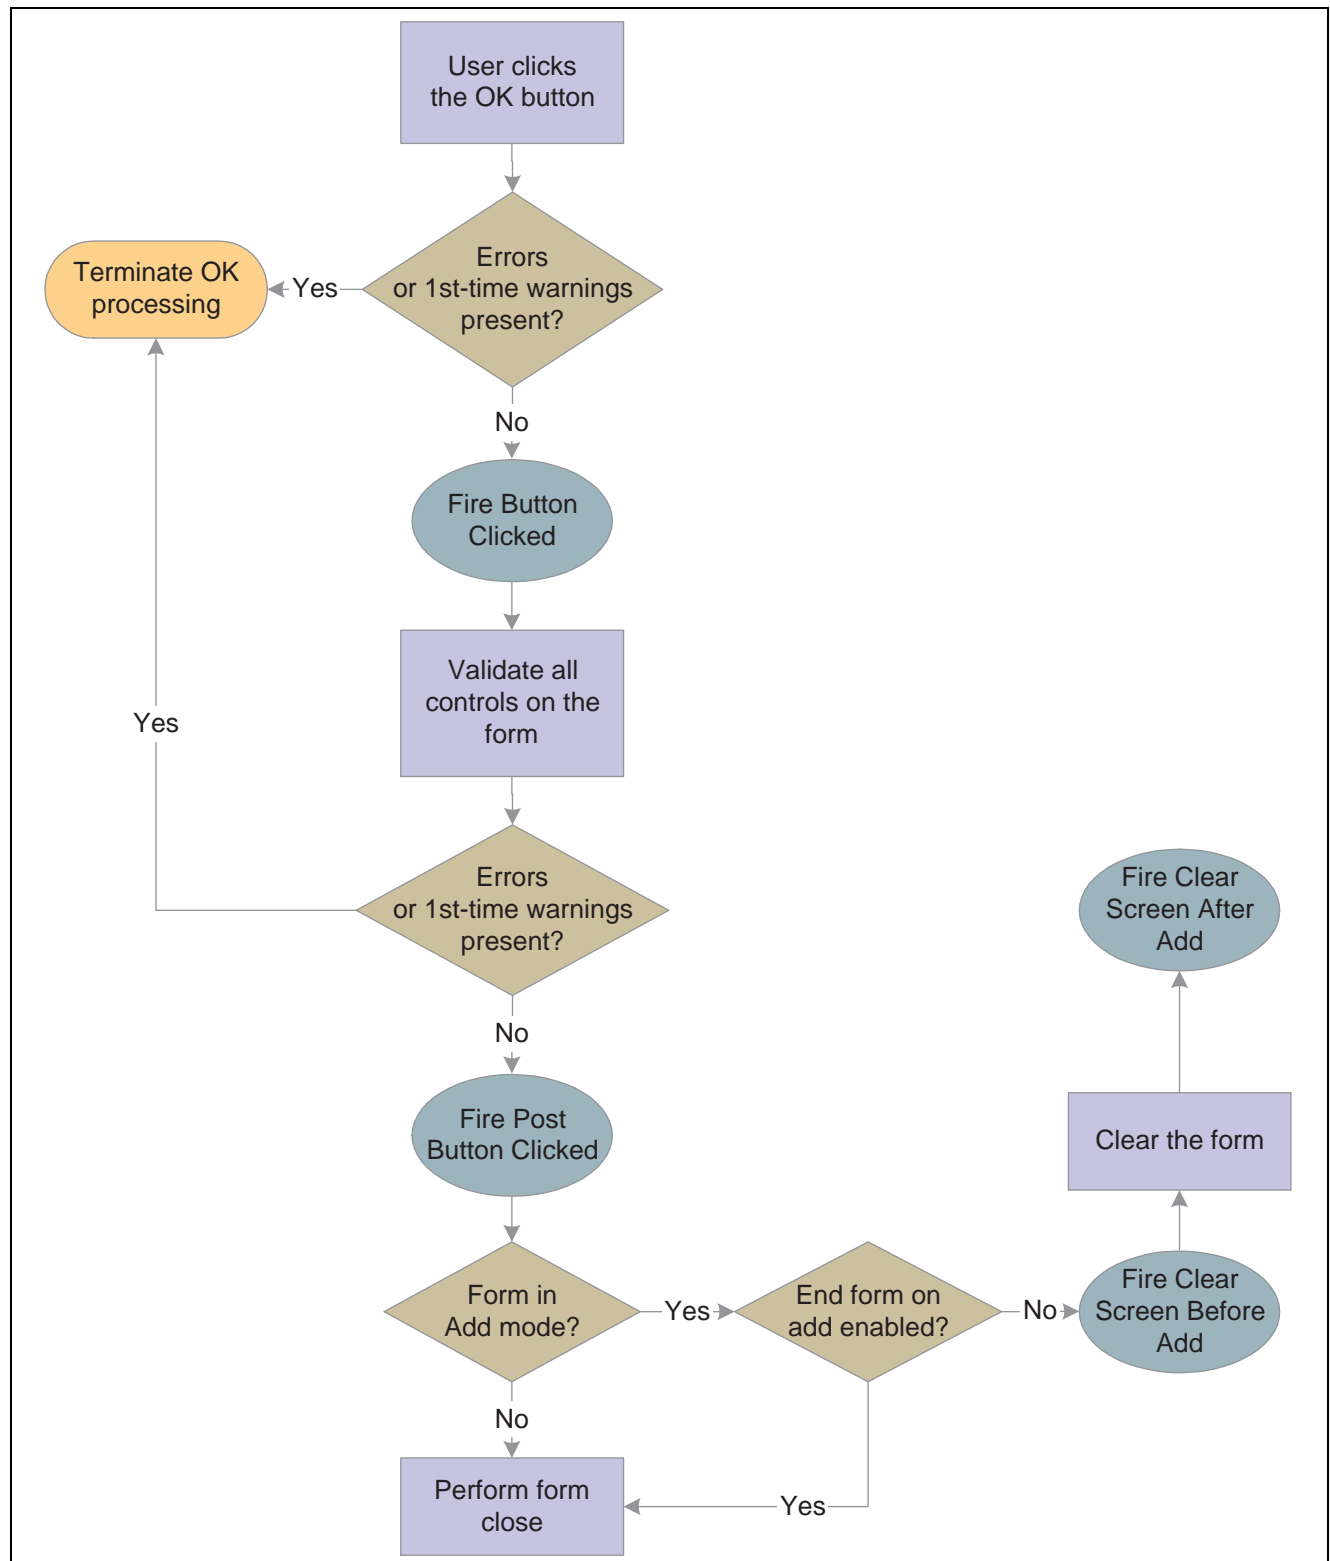 User clicks
the OK button
Errors
or 1st-time warnings
present?
Yes
Terminate OK
processing
No
Fire Button
Clicked
Validate all
controls on the
form
Yes
Errors
or 1st-time warnings
present?
No
Fire Post
Button Clicked
Form in
Add mode?
Yes
End form on
add enabled?
No
Fire Clear
Screen Before
Add
Clear the form
Fire Clear
Screen After
Add
No
Yes
Perform form
close